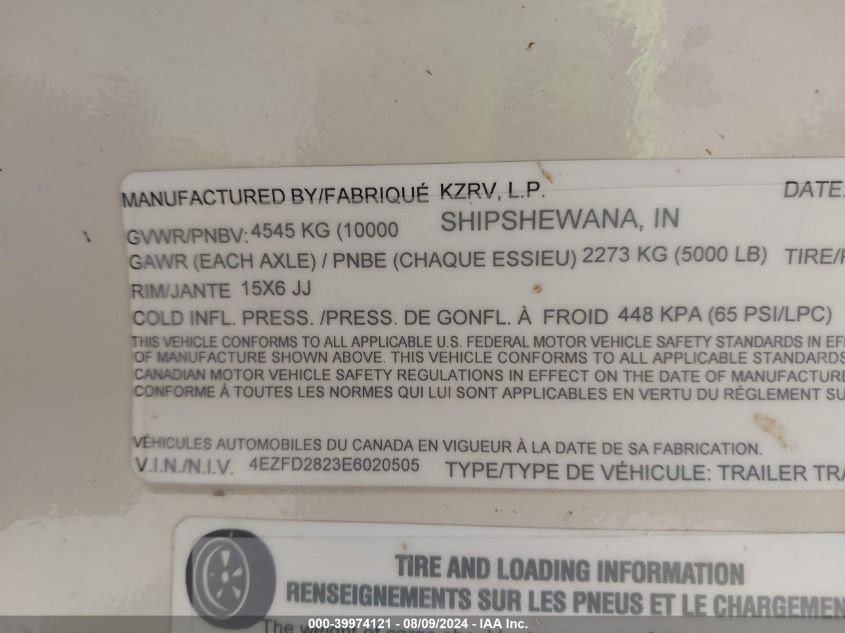 MANUFACTURED BY/FABRIQUÉ KZRV, L.P. DATE:
SHIPSHEWANA, IN
GVWR/PNBV: 4545 KG (10000
GAWR (EACH AXLE) / PNBE (CHAQUE ESSIEU) 2273 KG (5000 LB) TIRE/
RIM/JANTE 15X6 JJ
COLD INFL. PRESS. /PRESS. DE GONFL. À FROID 448 KPA (65 PSI/LPC)
THIS VEHICLE CONFORMS TO ALL APPLICABLE U.S. FEDERAL MOTOR VEHICLE SAFETY STANDARDS IN EF
OF MANUFACTURE SHOWN ABOVE. THIS VEHICLE CONFORMS TO ALL APPLICABLE STANDARDS
CANADIAN MOTOR VEHICLE SAFETY REGULATIONS IN EFFECT ON THE DATE OF MANUFACTURE
CONFORME À TOUTES LES NORMES QUI LUI SONT APPLICABLES EN VERTU DU RÉGLEMENT SU
VÉHICULES AUTOMOBILES DU CANADA EN VIGUEUR À LA DATE DE SA FABRICATION.
V.I.N./N.I.V. 4EZFD2823E6020505 TYPE/TYPE DE VÉHICULE: TRAILER TRA
TIRE AND LOADING INFORMATION
RENSEIGNEMENTS SUR LES PNEUS ET LE CHARGEMEN
000-39974121 - 08/09/2024 - IAA Inc.